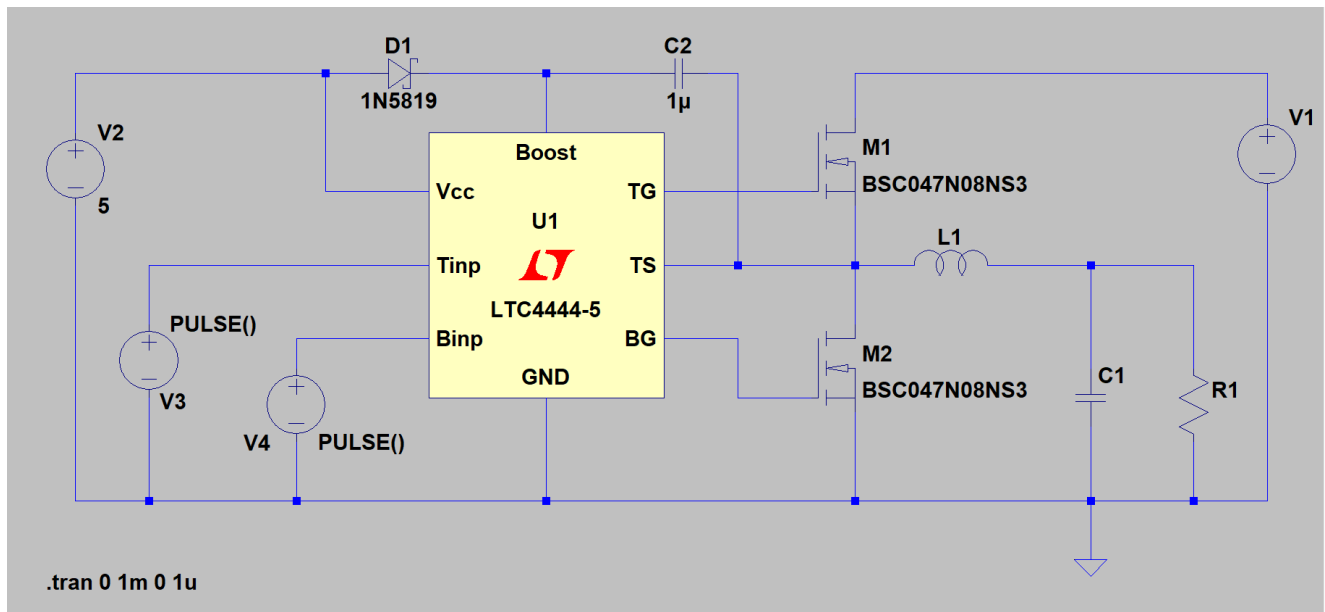 D1
1N5819
C2
1µ
V2
5
V1
Boost
Vcc
TG
M1
BSC047N08NS3
U1
L1
Tinp
TS
LTC4444-5
PULSE()
V3
Binp
BG
M2
BSC047N08NS3
GND
C1
R1
V4
PULSE()
.tran 0 1m 0 1u